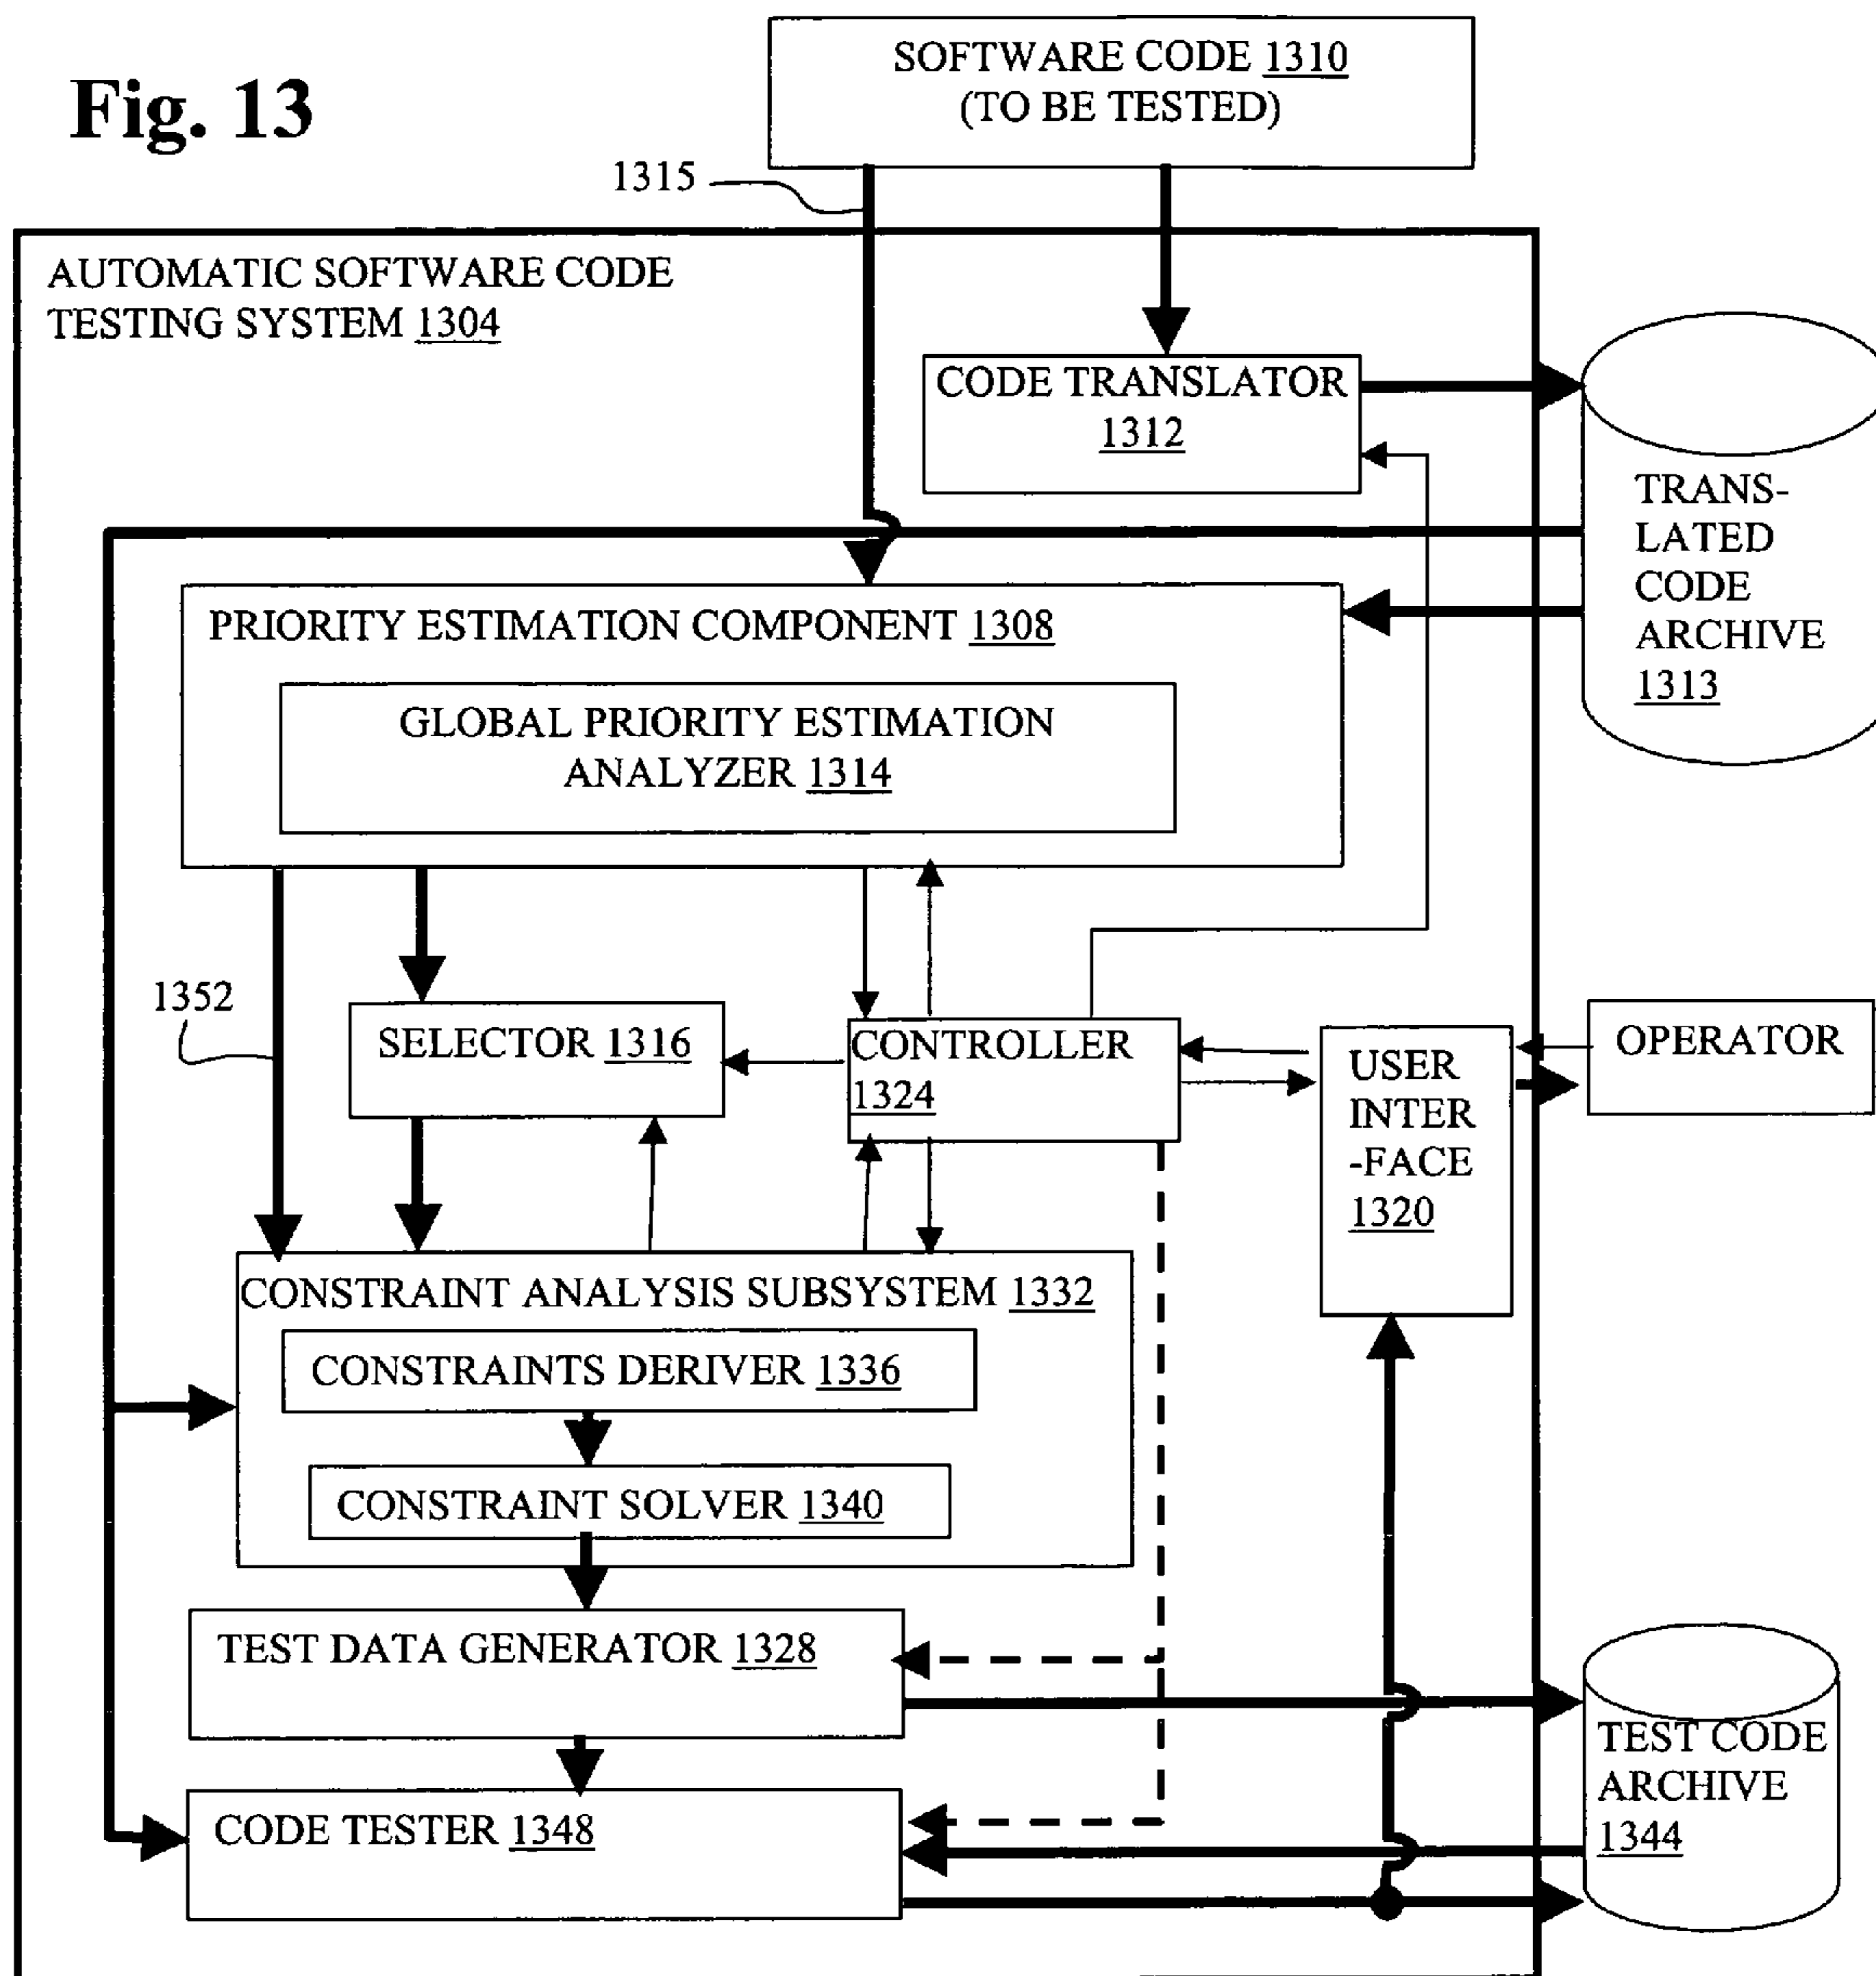 Fig. 13
SOFTWARE CODE 1310
(TO BE TESTED)
1315
AUTOMATIC SOFTWARE CODE
TESTING SYSTEM 1304
CODE TRANSLATOR
1312
TRANS-
LATED
CODE
ARCHIVE
1313
PRIORITY ESTIMATION COMPONENT 1308
GLOBAL PRIORITY ESTIMATION
ANALYZER 1314
1352
SELECTOR 1316
CONTROLLER
1324
USER
INTER
-FACE
1320
OPERATOR
CONSTRAINT ANALYSIS SUBSYSTEM 1332
CONSTRAINTS DERIVER 1336
CONSTRAINT SOLVER 1340
TEST DATA GENERATOR 1328
TEST CODE
ARCHIVE
1344
CODE TESTER 1348